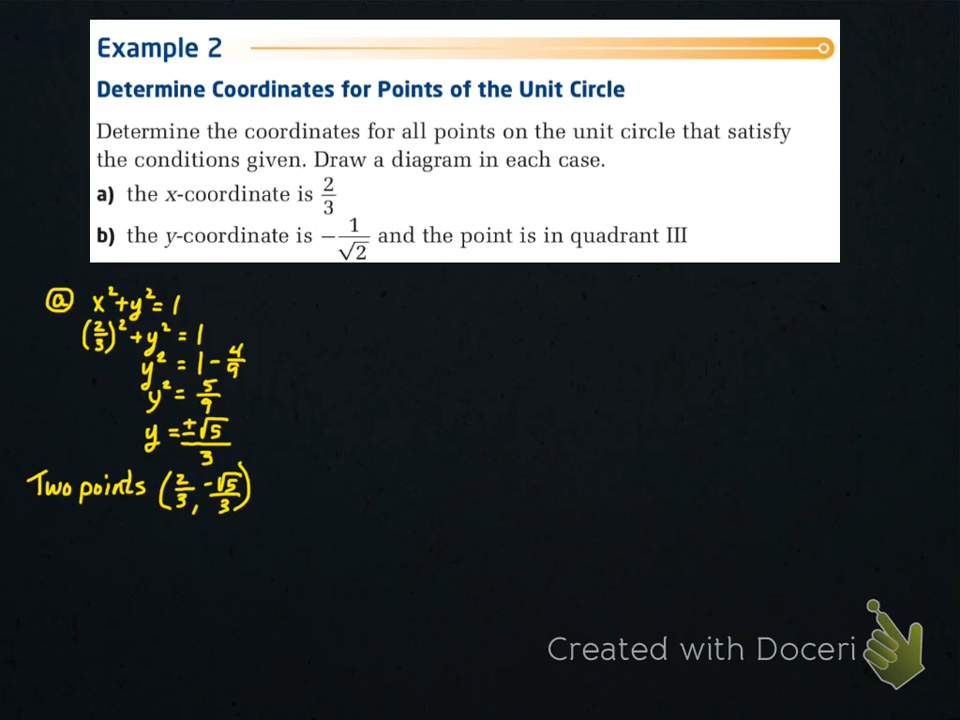 Example 2
Determine Coordinates for Points of the Unit Circle
Determine the coordinates for all points on the unit circle that satisfy
the conditions given. Draw a diagram in each case.
a) the x-coordinate is 2/3
b) the y-coordinate is −1/√2 and the point is in quadrant III
ⓐ x² + y² = 1
(2/3)² + y² = 1
y² = 1 − 4/9
y² = 5/9
y = ±√5/3
Two points (2/3, −√5/3)
Created with Doceri